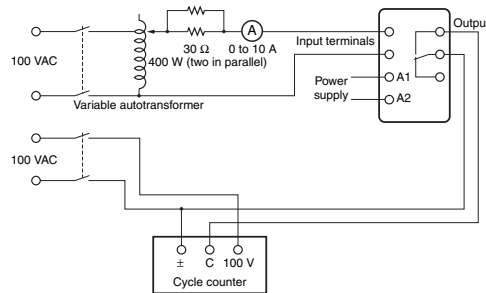 Outpu
A
30 Ω
0 to 10 A
Input terminals
100 VAC
400 W (two in parallel)
Power
supply
A1
A2
Variable autotransformer
100 VAC
± C 100 V
Cycle counter